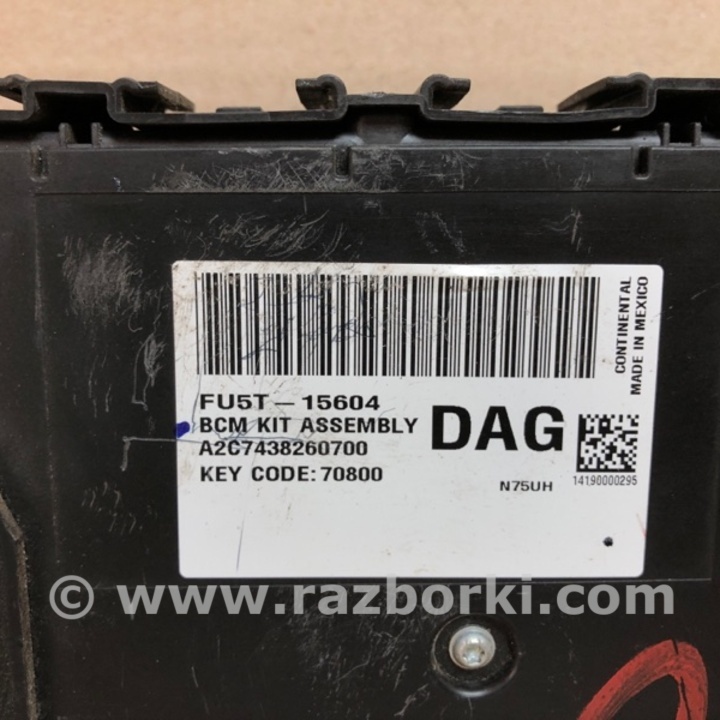 CONTINENTAL
MADE IN MEXICO
FU5T-15604
BCM KIT ASSEMBLY
A2C7438260700
KEY CODE: 70800
DAG
N75UH
14190000295
© www.razborki.com